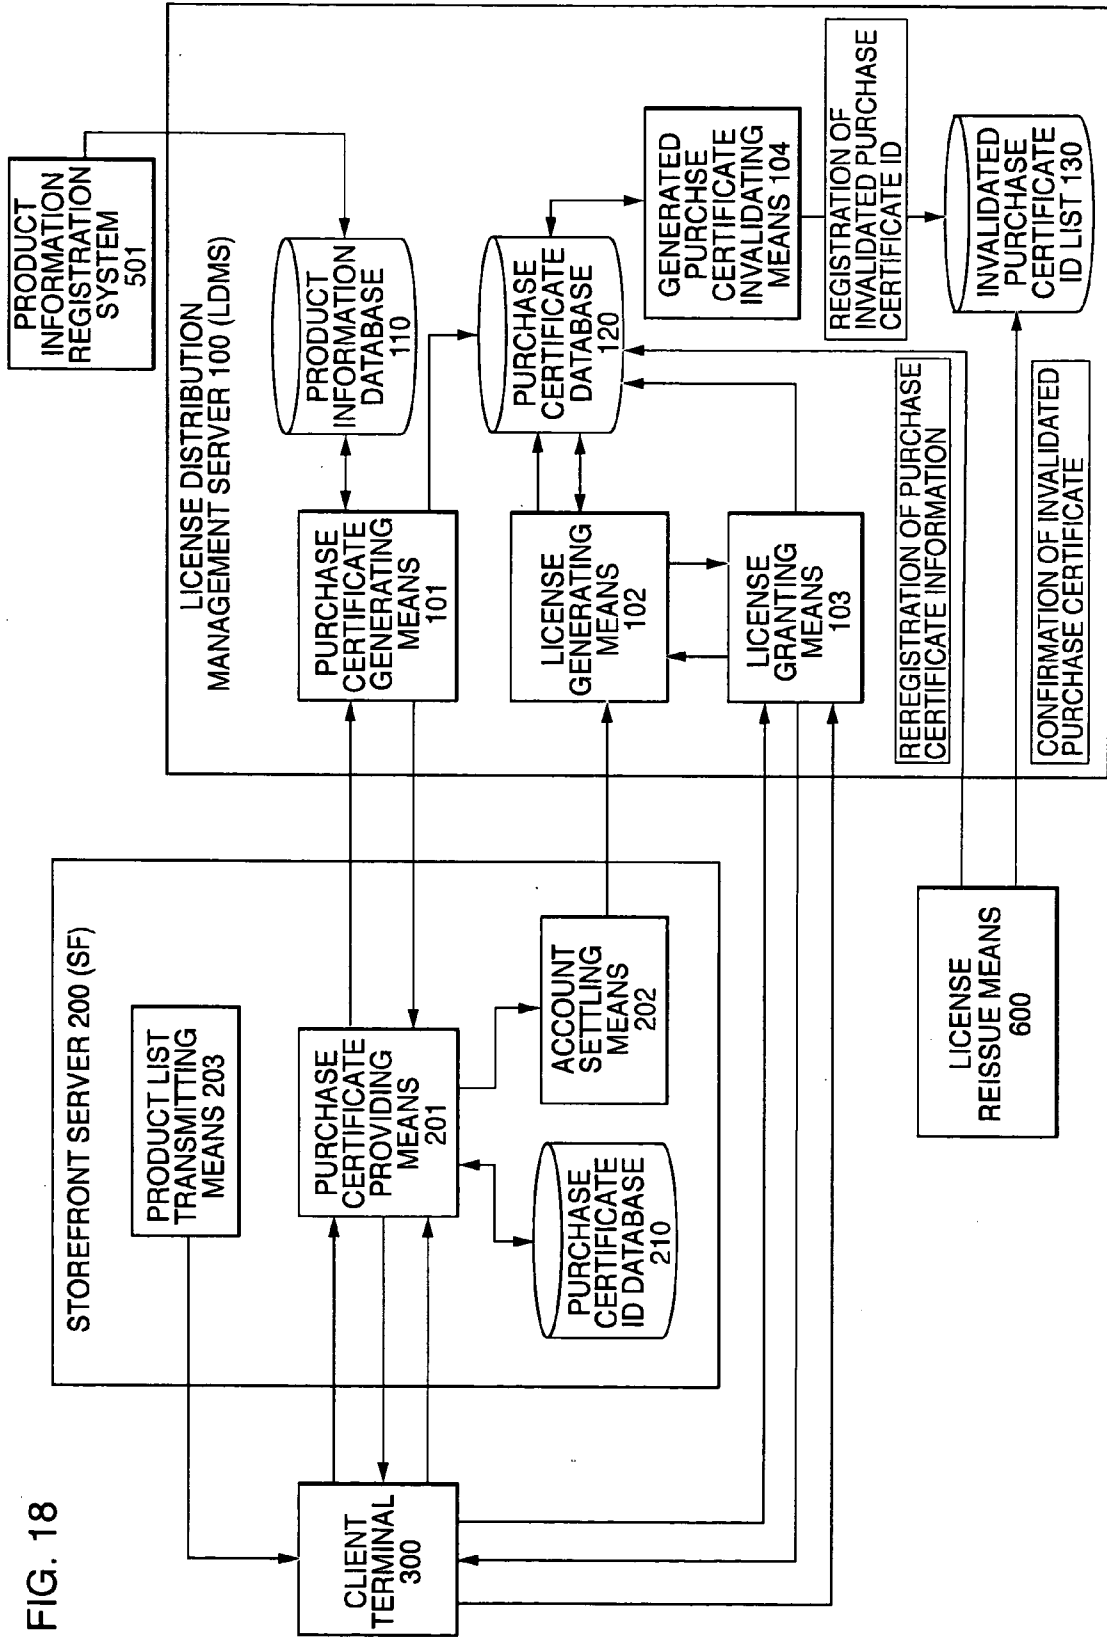 FIG. 18
STOREFRONT SERVER 200 (SF)
PRODUCT LIST
TRANSMITTING
MEANS 203
CLIENT
TERMINAL
300
PURCHASE
CERTIFICATE
PROVIDING
MEANS
201
PURCHASE
CERTIFICATE
ID DATABASE
210
ACCOUNT
SETTLING
MEANS
202
LICENSE
REISSUE MEANS
600
PRODUCT
INFORMATION
REGISTRATION
SYSTEM
501
LICENSE DISTRIBUTION
MANAGEMENT SERVER 100 (LDMS)
PURCHASE
CERTIFICATE
GENERATING
MEANS
101
PRODUCT
INFORMATION
DATABASE
110
LICENSE
GENERATING
MEANS
102
PURCHASE
CERTIFICATE
DATABASE
120
LICENSE
GRANTING
MEANS
103
GENERATED
PURCHSE
CERTIFICATE
INVALIDATING
MEANS 104
REGISTRATION OF
INVALIDATED PURCHASE
CERTIFICATE ID
REREGISTRATION OF PURCHASE
CERTIFICATE INFORMATION
INVALIDATED
PURCHASE
CERTIFICATE
ID LIST 130
CONFIRMATION OF INVALIDATED
PURCHASE CERTIFICATE